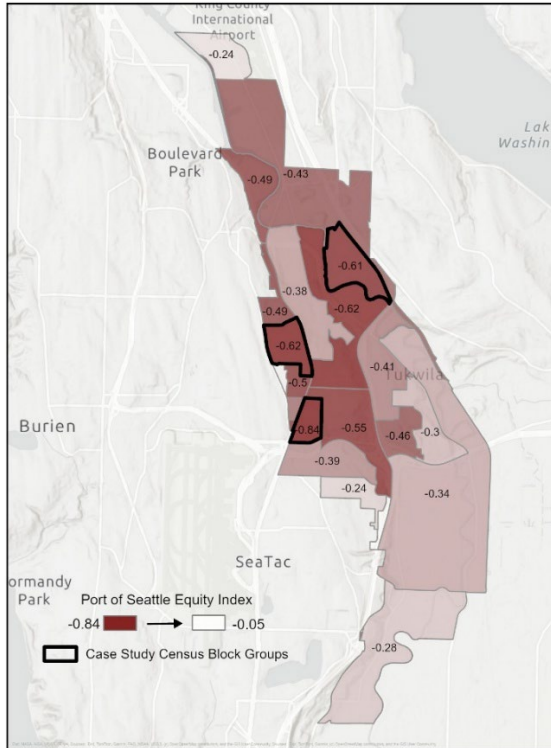 King County
International
Airport
-0.24
Lake
Washin
Boulevard
Park
-0.43
-0.49
-0.61
-0.38
-0.49
-0.62
-0.62
-0.41
Tukwila
-0.5
-0.84
-0.55
-0.46
-0.3
Burien
-0.39
-0.24
-0.34
SeaTac
ormandy
Park
Port of Seattle Equity Index
-0.84
-0.05
Case Study Census Block Groups
-0.28